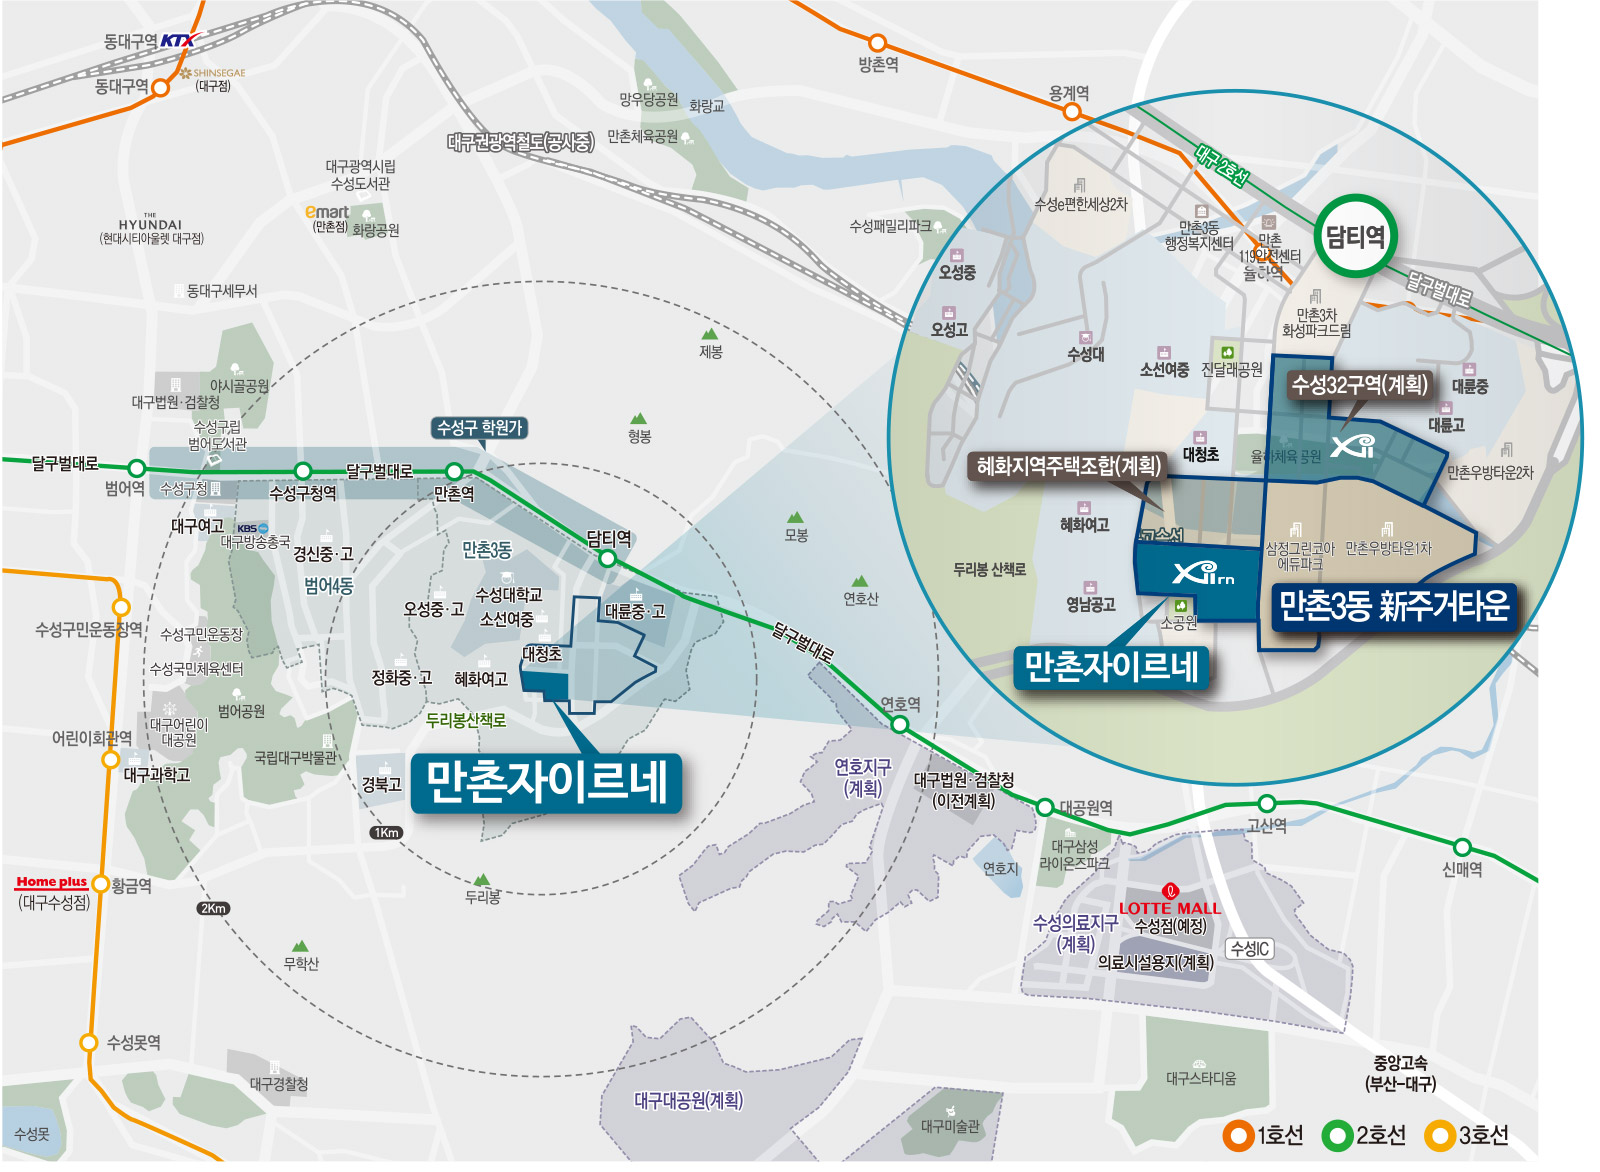 동대구역 KTX
동대구역
SHINSEGAE
(대구점)
방촌역
용계역
망우당공원
화랑교
만촌체육공원
대구권광역철도(공사중)
대구광역시립
수성도서관
emart
(만촌점)
화랑공원
THE
HYUNDAI
(현대시티아울렛 대구점)
수성패밀리파크
동대구세무서
제봉
형봉
모봉
연호산
야시골공원
대구법원·검찰청
수성구립
범어도서관
수성구 학원가
달구벌대로
범어역
수성구청
수성구청역
달구벌대로
만촌역
담티역
대구여고
KBS
대구방송총국
경신중·고
범어4동
만촌3동
오성중·고
수성대학교
소선여중
대륜중·고
대청초
정화중·고
혜화여고
두리봉산책로
만촌자이르네
경북고
1Km
2Km
수성구민운동장역
수성구민운동장
수성국민체육센터
범어공원
대구어린이
대공원
어린이회관역
대구과학고
국립대구박물관
Home plus
(대구수성점)
황금역
두리봉
무학산
수성못역
대구경찰청
수성못
달구벌대로
연호역
연호지구
(계획)
대구법원·검찰청
(이전계획)
대공원역
연호지
대구삼성
라이온즈파크
고산역
신매역
LOTTE MALL
수성점(예정)
수성의료지구
(계획)
의료시설용지(계획)
수성IC
대구대공원(계획)
대구미술관
대구스타디움
중앙고속
(부산-대구)
1호선
2호선
3호선
대구 2호선
담티역
달구벌대로
수성e편한세상2차
만촌3동
행정복지센터
만촌
119안전센터
율하역
오성중
오성고
수성대
소선여중
진달래공원
만촌3차
화성파크드림
수성32구역(계획)
대륜중
대륜고
Xi
대청초
율하체육 공원
만촌우방타운2차
혜화지역주택조합(계획)
혜화여고
고속선
두리봉 산책로
삼정그린코아
에듀파크
만촌우방타운1차
Xi rn
영남공고
소공원
만촌3동 新주거타운
만촌자이르네